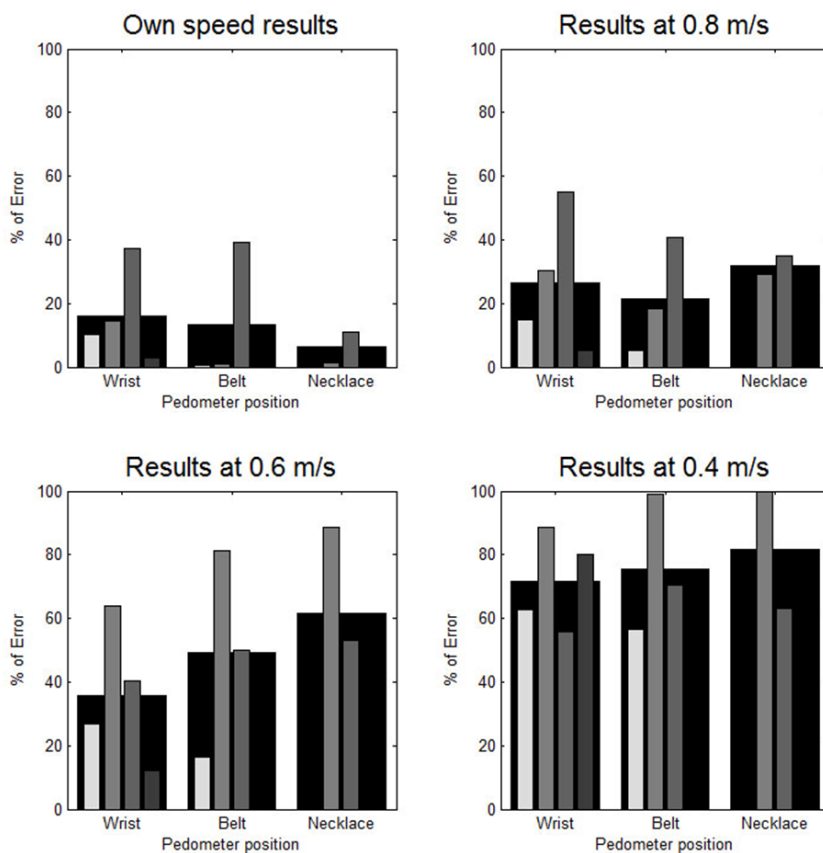 Own speed results
100
80
60
40
20
0
% of Error
Wrist Belt Necklace
Pedometer position
Results at 0.8 m/s
100
80
60
40
20
0
% of Error
Wrist Belt Necklace
Pedometer position
Results at 0.6 m/s
100
80
60
40
20
0
% of Error
Wrist Belt Necklace
Pedometer position
Results at 0.4 m/s
100
80
60
40
20
0
% of Error
Wrist Belt Necklace
Pedometer position